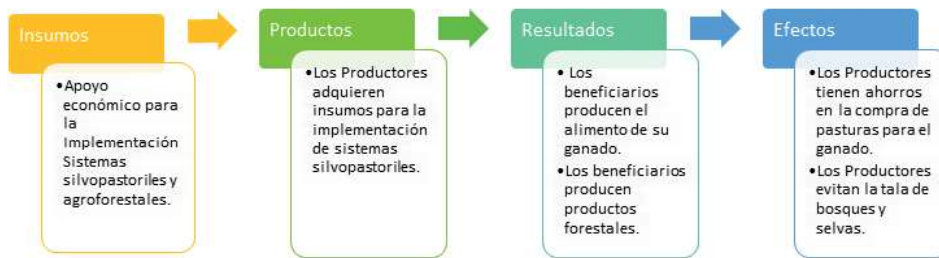 Insumos
•Apoyo
económico para
la
Implementación
Sistemas
silvopastoriles y
agroforestales.
Productos
•Los Productores
adquieren
insumos para la
implementación
de sistemas
silvopastoriles.
Resultados
• Los
beneficiarios
producen el
alimento de su
ganado.
•Los beneficiarios
producen
productos
forestales.
Efectos
•Los Productores
tienen ahorros
en la compra de
pasturas para el
ganado.
•Los Productores
evitan la tala de
bosques y
selvas.